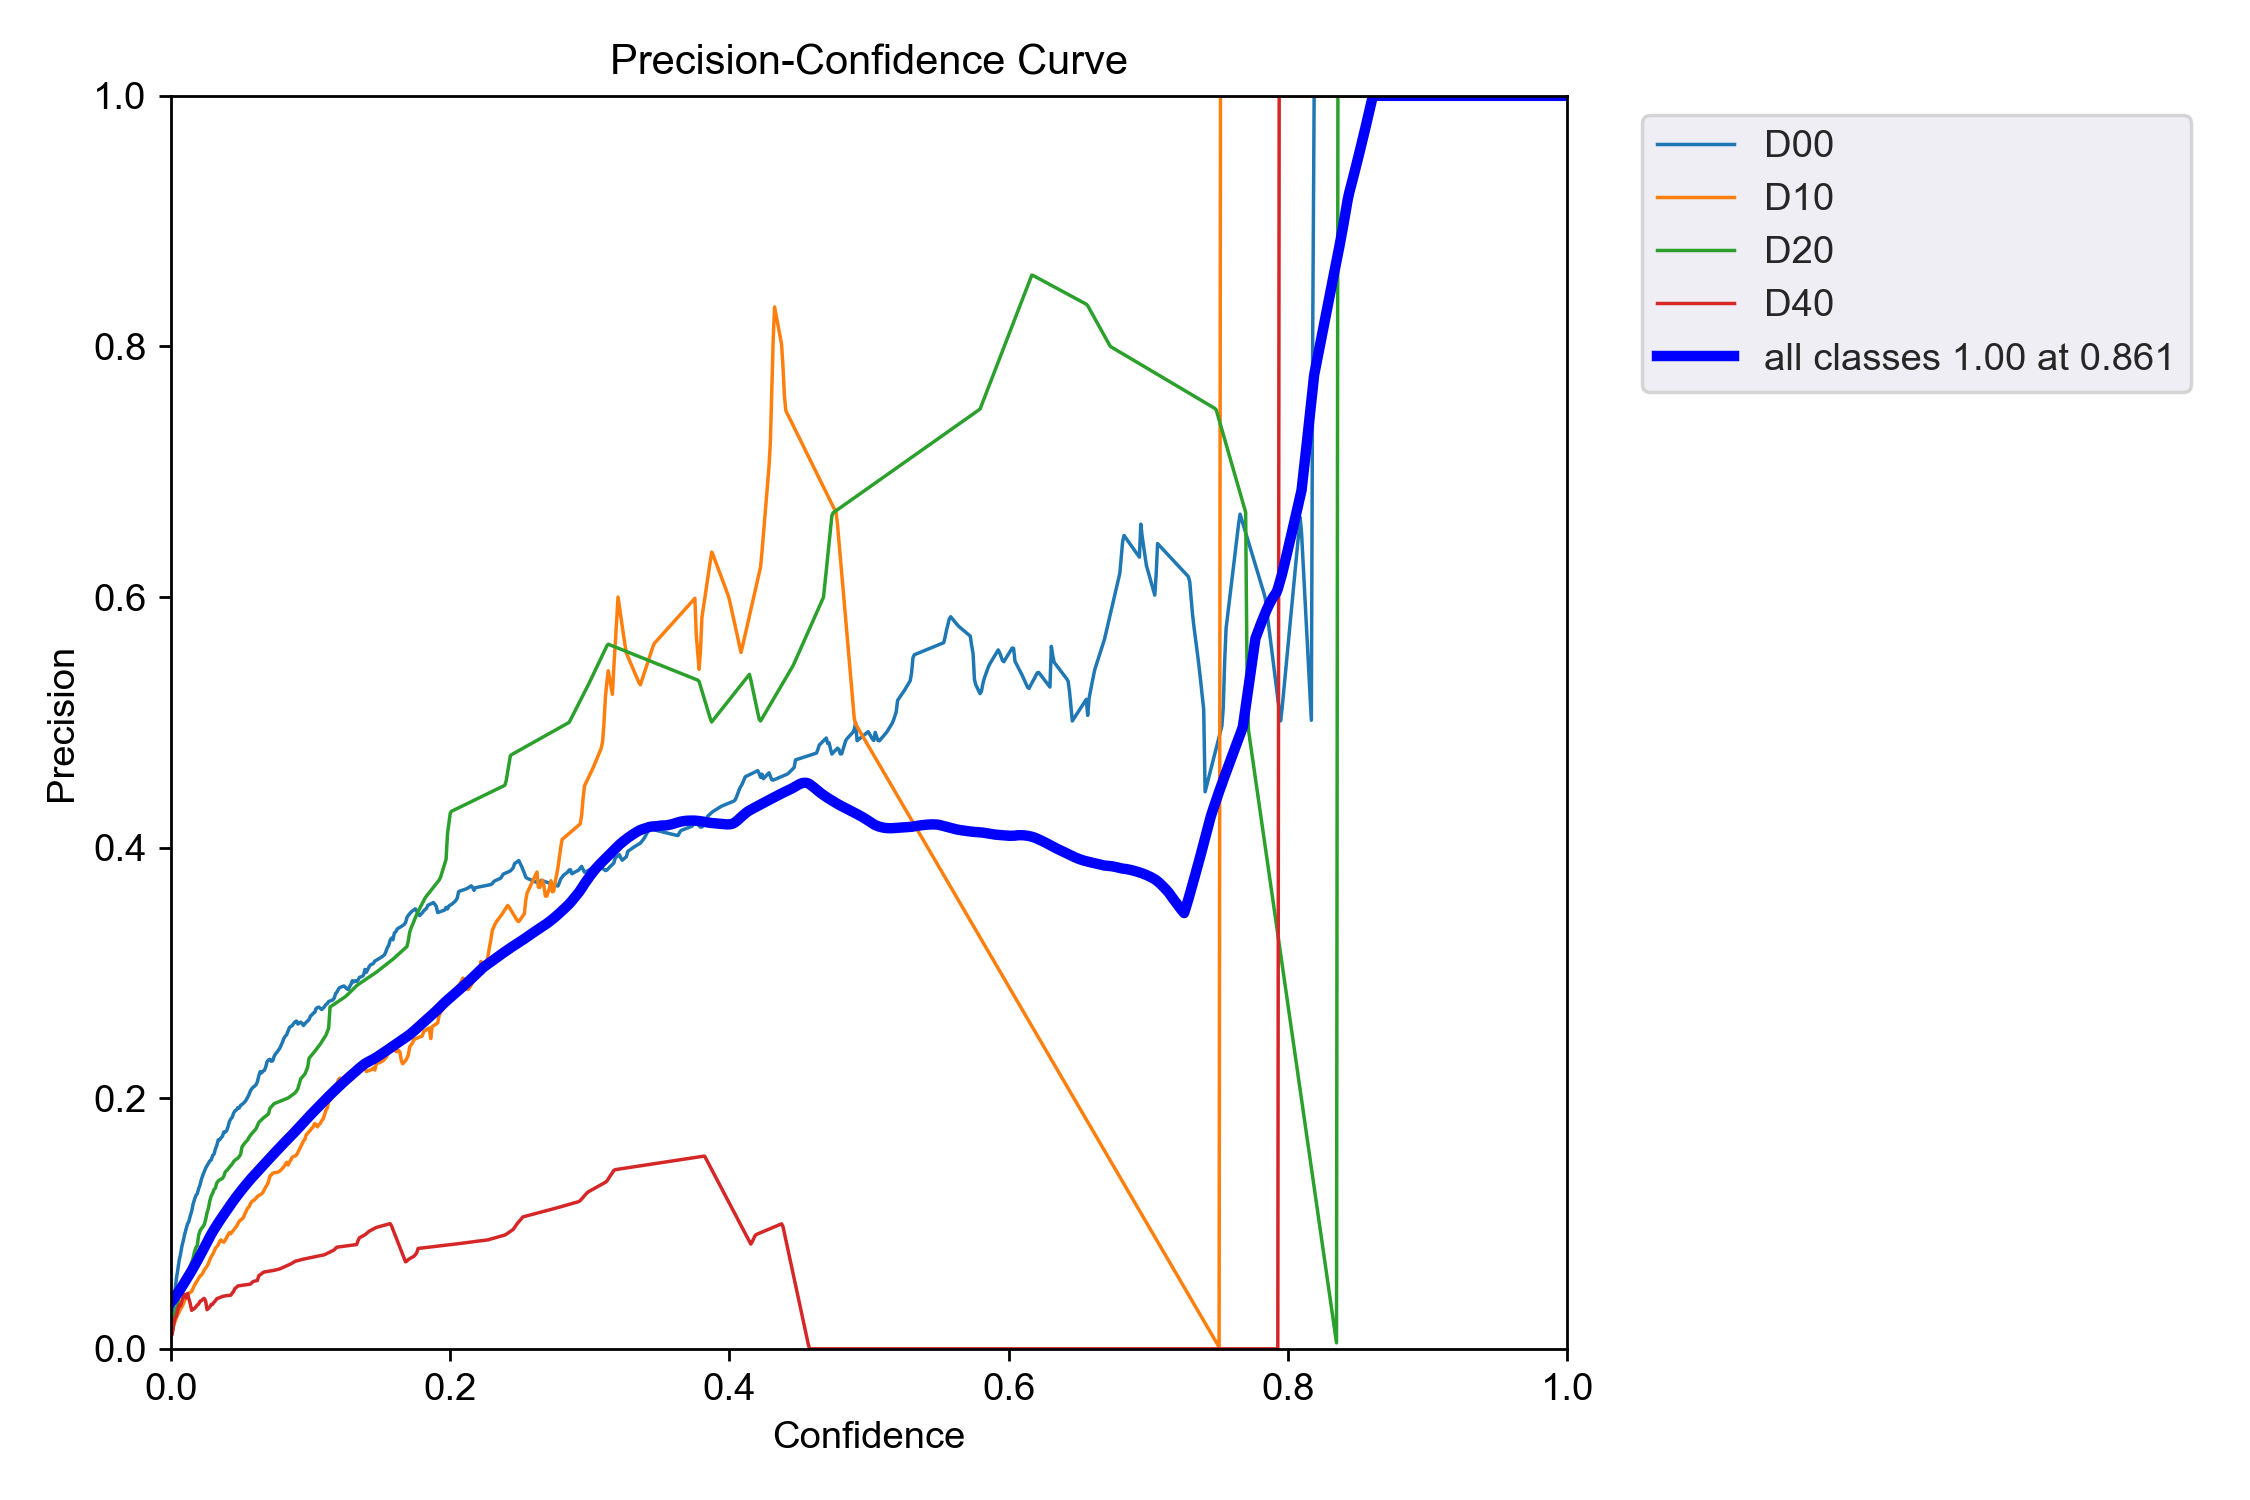 Precision-Confidence Curve
1.0
0.8
0.6
0.4
0.2
0.0
Precision
0.0 0.2 0.4 0.6 0.8 1.0
Confidence
D00
D10
D20
D40
all classes 1.00 at 0.861